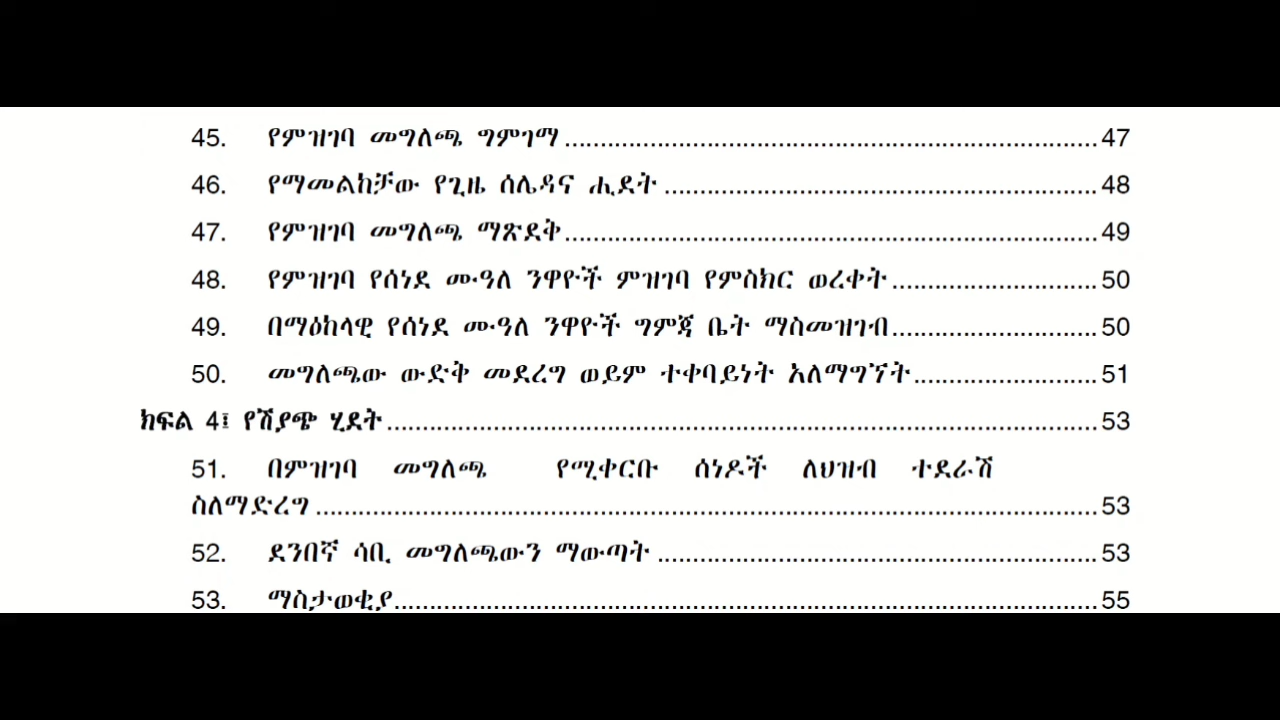 45. የምዝገባ መግለጫ ግምገማ ........ 47
46. የማመልከቻው የጊዜ ሰሌዳና ሒደት ........ 48
47. የምዝገባ መግለጫ ማጽደቅ ........ 49
48. የምዝገባ የሰነደ ሙዓለ ንዋዮች ምዝገባ የምስክር ወረቀት ........ 50
49. በማዕከላዊ የሰነደ ሙዓለ ንዋዮች ግምጃ ቤት ማስመዝገብ ........ 50
50. መግለጫው ውድቅ መደረግ ወይም ተቀባይነት አለማግኘት ........ 51
ክፍል 4፤ የሽያጭ ሂደት ........ 53
51. በምዝገባ መግለጫ የሚቀርቡ ሰነዶች ለህዝብ ተደራሽ
ስለማድረግ ........ 53
52. ደንበኛ ሳቢ መግለጫውን ማውጣት ........ 53
53. ማስታወቂያ ........ 55